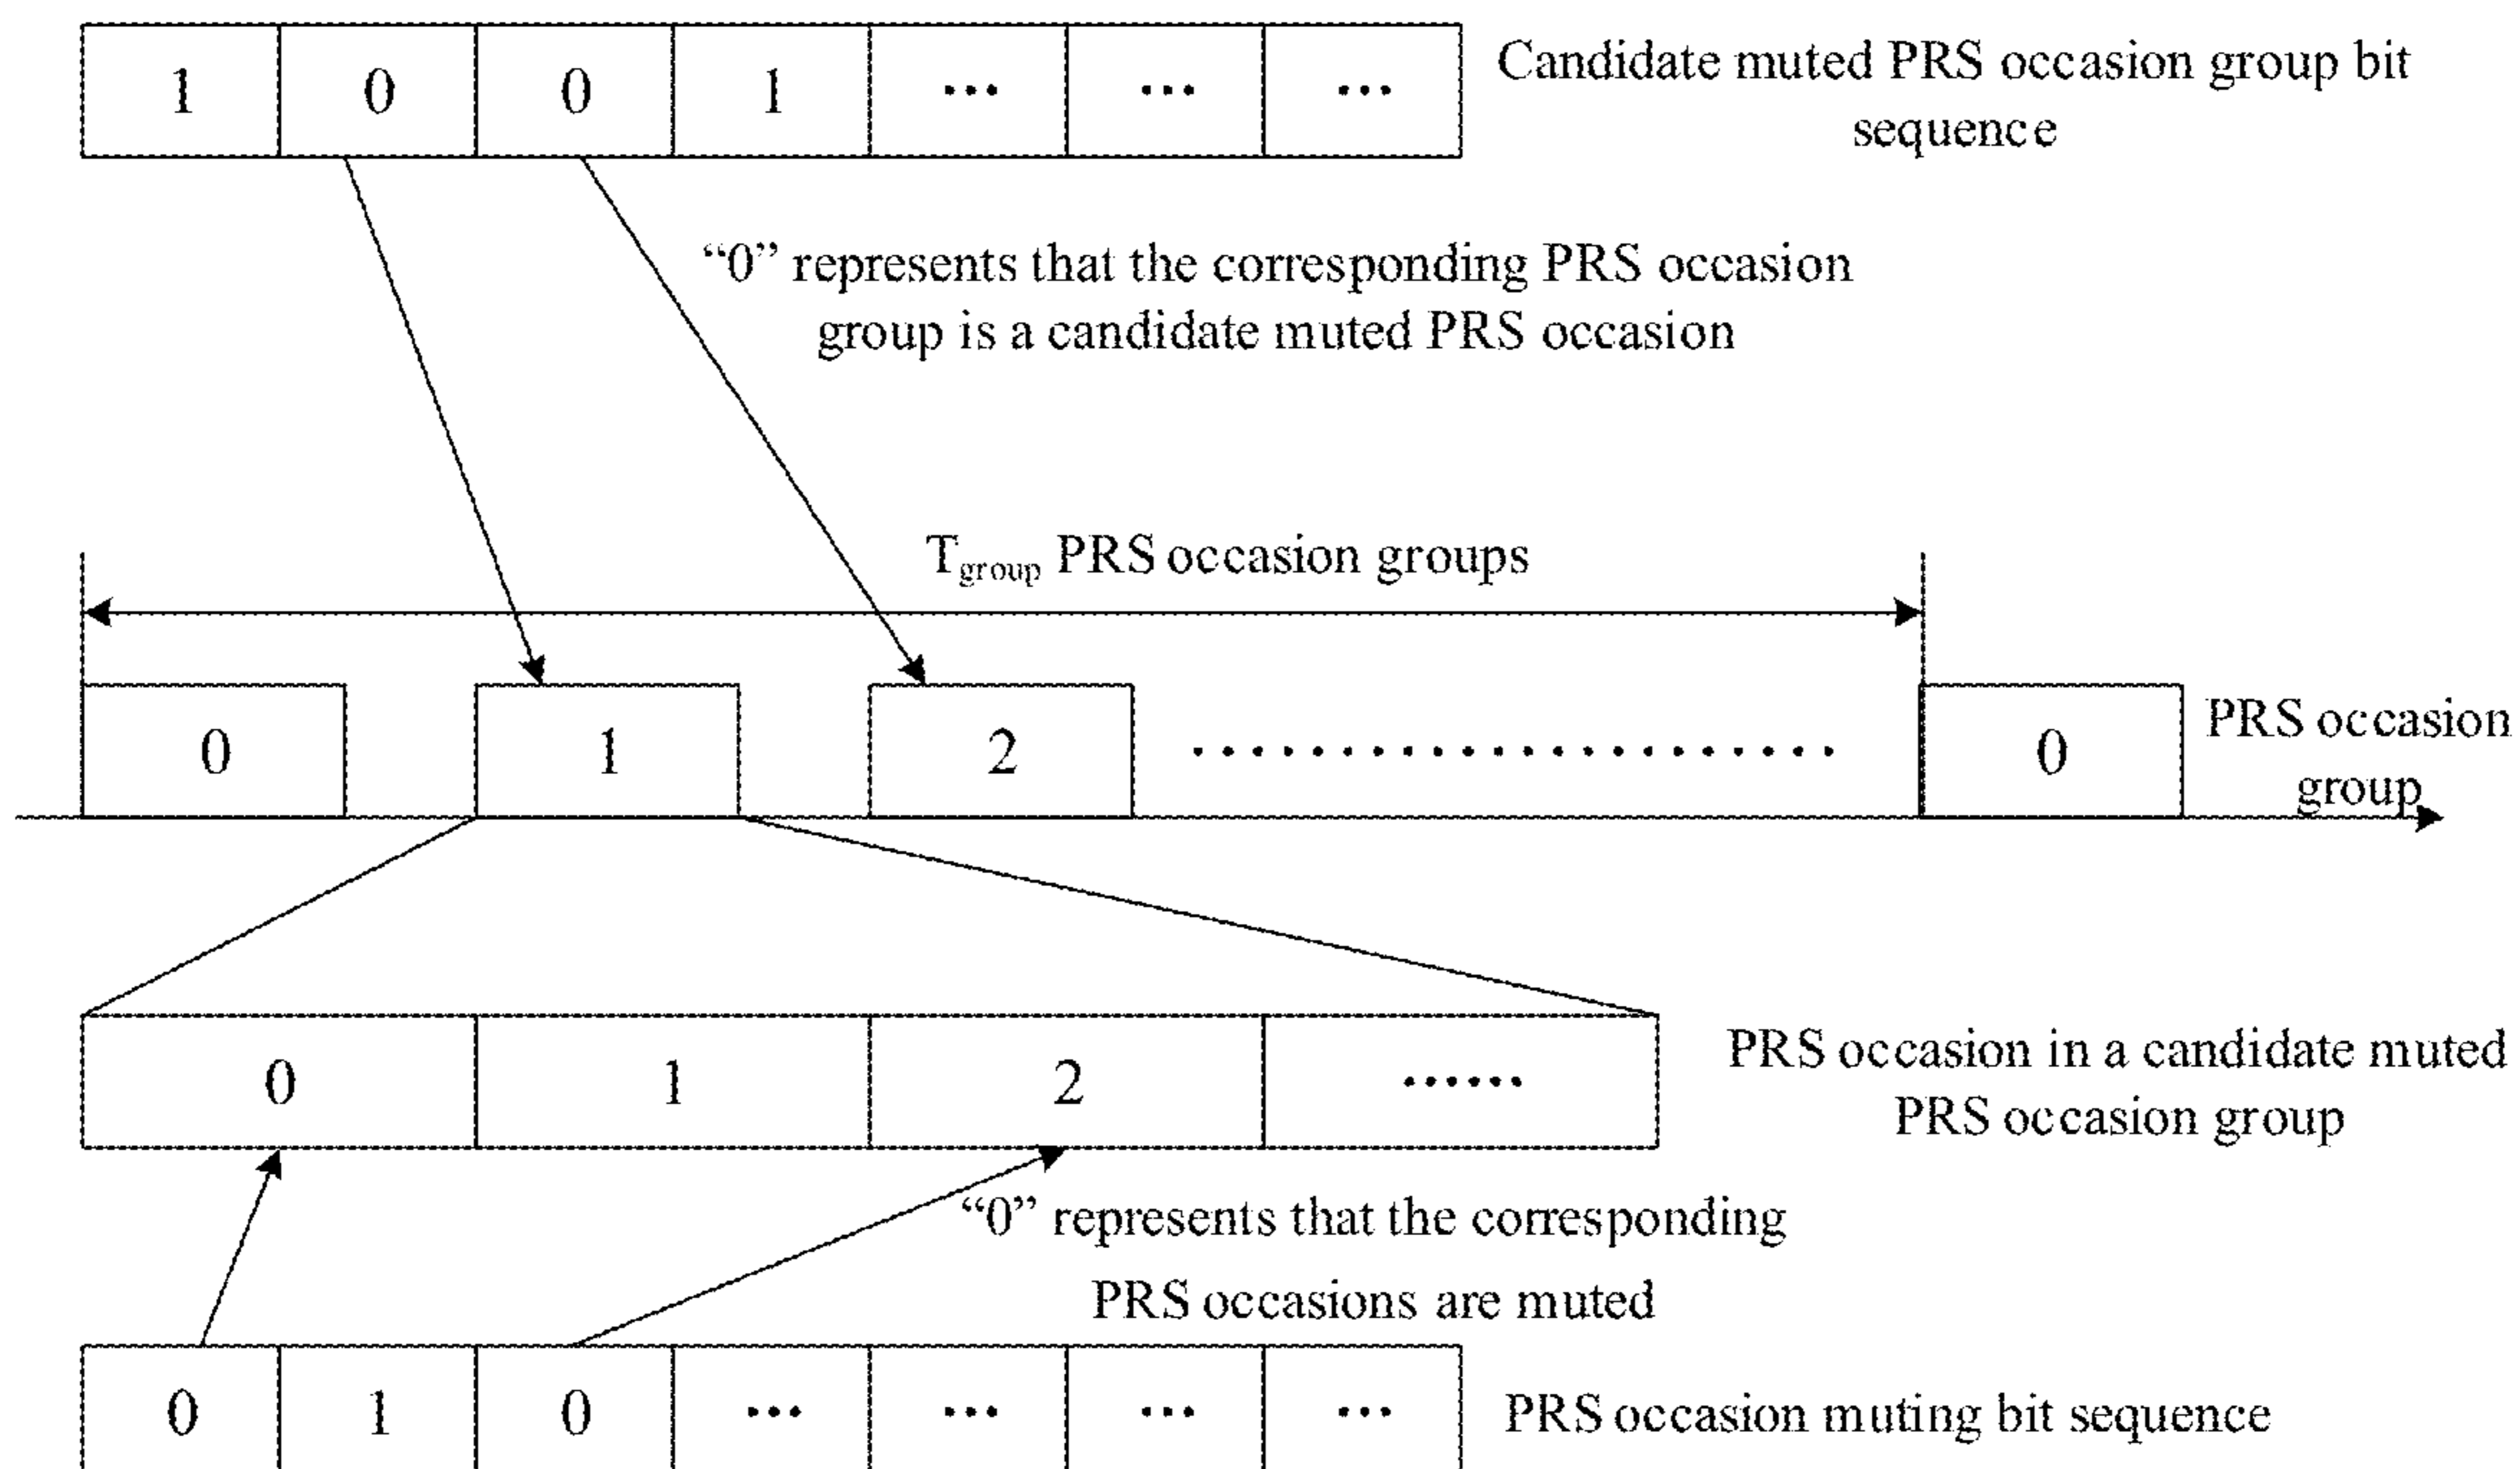 1 0 0 1 ... ... ...
Candidate muted PRS occasion group bit
sequence
“0” represents that the corresponding PRS occasion
group is a candidate muted PRS occasion
Tgroup PRS occasion groups
0 1 2 ...................... 0
PRS occasion
group
0 1 2 ......
PRS occasion in a candidate muted
PRS occasion group
“0” represents that the corresponding
PRS occasions are muted
0 1 0 ... ... ... ...
PRS occasion muting bit sequence